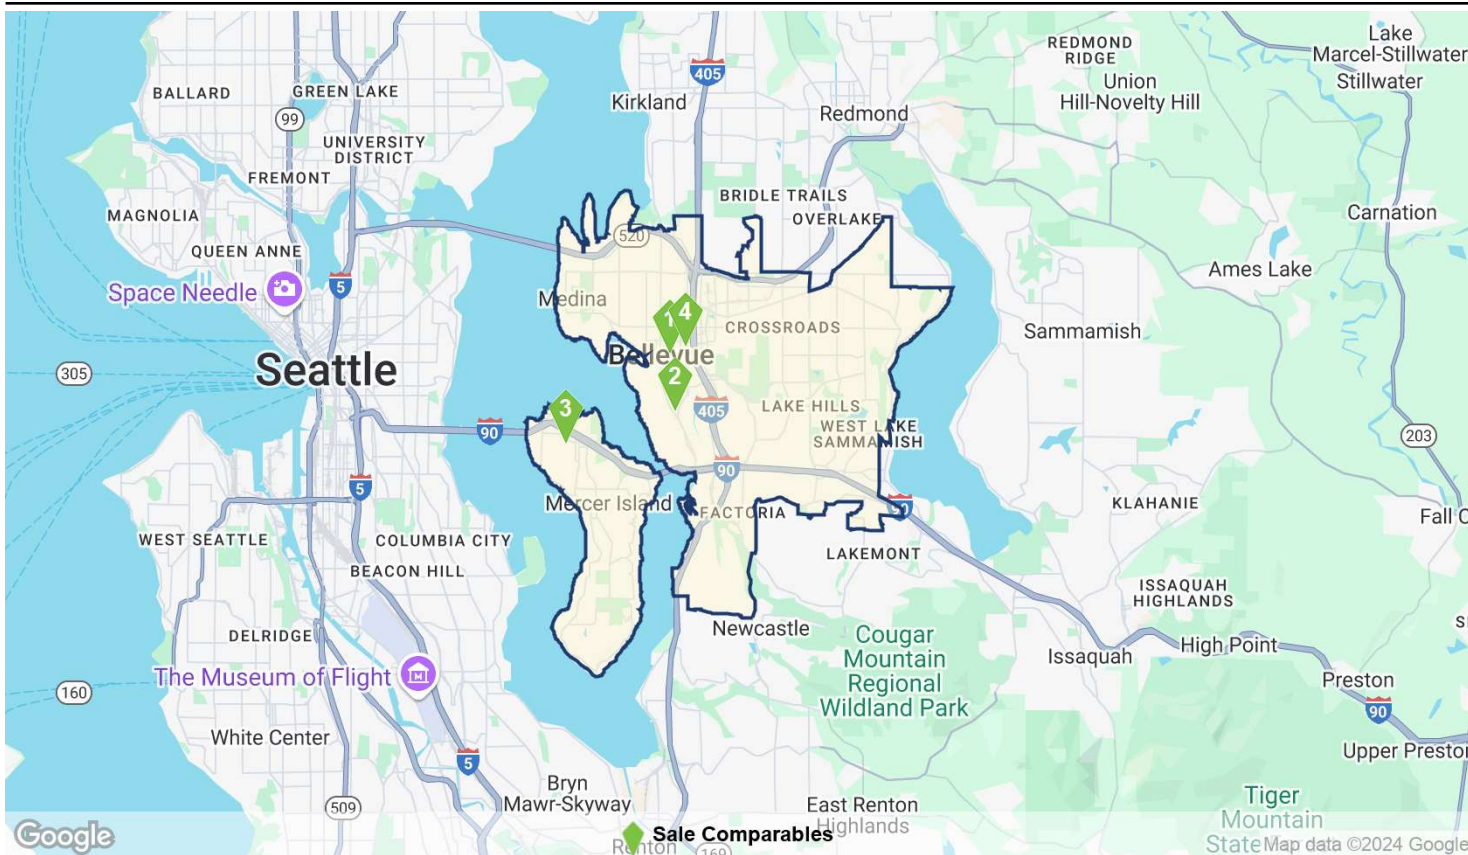 Lake
Marcel-Stillwater
Stillwater
REDMOND
RIDGE
Union
Hill-Novelty Hill
405
Kirkland
Redmond
BALLARD
GREEN LAKE
99
UNIVERSITY
DISTRICT
FREMONT
MAGNOLIA
QUEEN ANNE
BRIDLE TRAILS
OVERLAKE
520
Carnation
Ames Lake
Space Needle
5
Medina
1
4
CROSSROADS
Sammamish
Bellevue
305
Seattle
2
3
405
LAKE HILLS
WEST LAKE
SAMMAMISH
90
203
90
5
Mercer Island
FACTORIA
90
KLAHANIE
Fall
WEST SEATTLE
COLUMBIA CITY
LAKEMONT
BEACON HILL
ISSAQUAH
HIGHLANDS
DELRIDGE
Newcastle
Cougar
Mountain
Regional
Wildland Park
High Point
Issaquah
The Museum of Flight
160
Preston
90
White Center
5
Upper Preston
Bryn
Mawr-Skyway
509
East Renton
Highlands
Tiger
Mountain
State
Google
Sale Comparables
Renton
169
Map data ©2024 Google